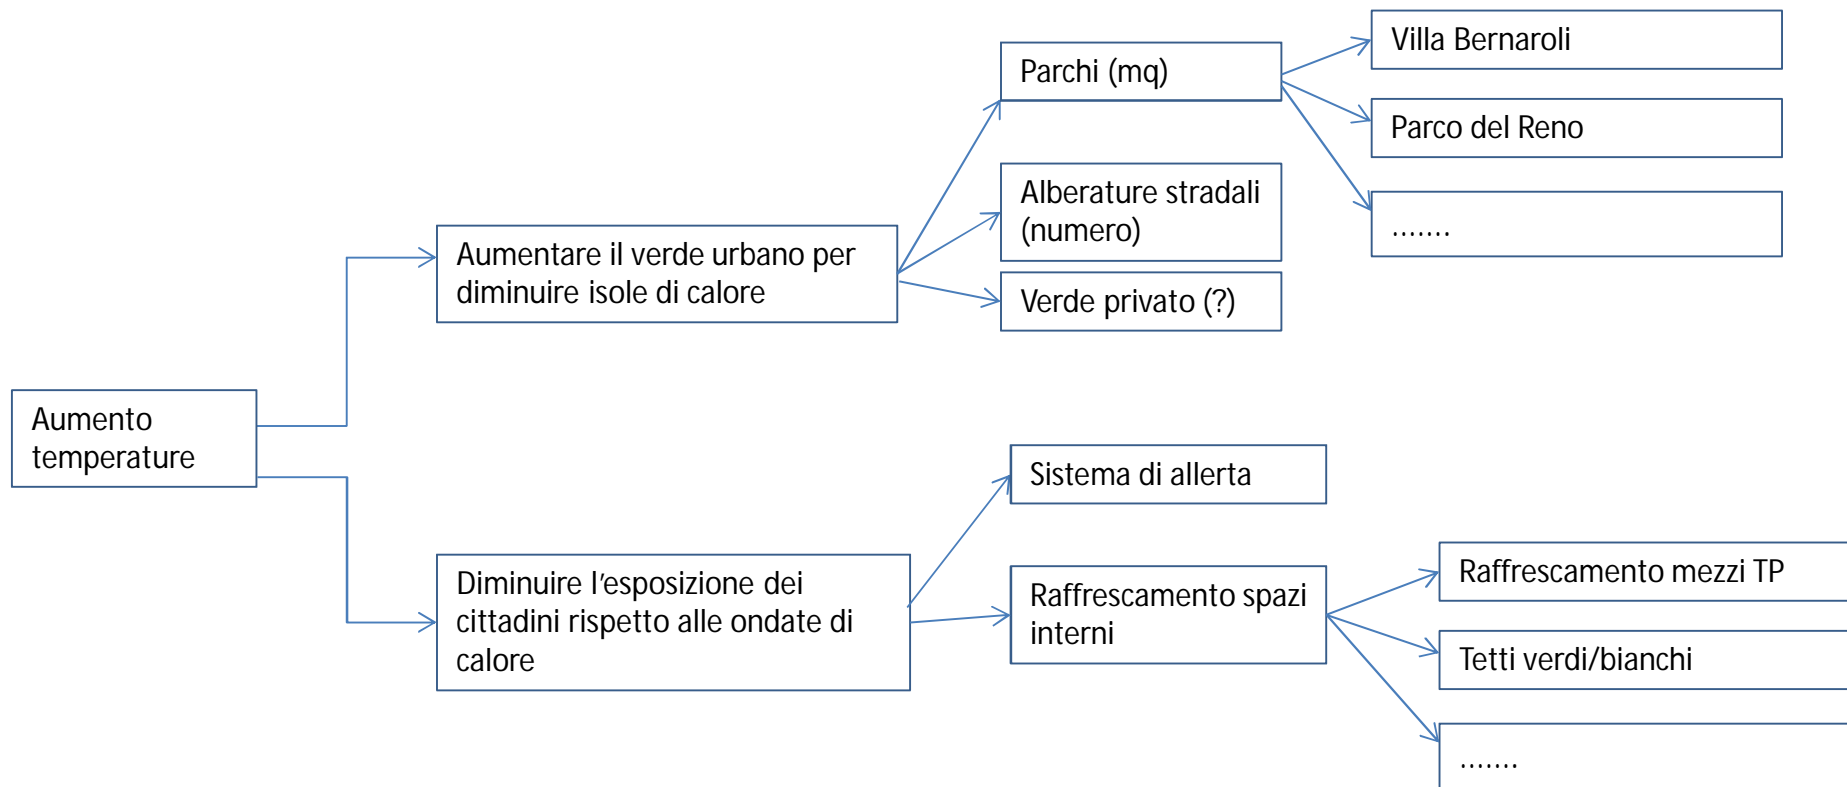 Villa Bernaroli
Parchi (mq)
Parco del Reno
Alberature stradali
(numero)
.......
Aumentare il verde urbano per
diminuire isole di calore
Verde privato (?)
Aumento
temperature
Sistema di allerta
Diminuire l’esposizione dei
cittadini rispetto alle ondate di
calore
Raffrescamento spazi
interni
Raffrescamento mezzi TP
Tetti verdi/bianchi
.......